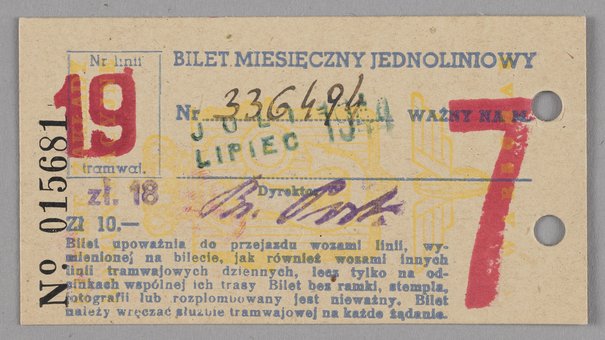 Nr linii
19
tramwal.
BILET MIESIĘCZNY JEDNOLINIOWY
Nr 336494 WAŻNY NA M.
JULI 1944
LIPIEC
7
zł. 18
Dyrektor
Zł 10.—
Bilet upoważnia do przejazdu wozami linii, wy-
mienionej na bilecie, jak również wozami innych
linii tramwajowych dziennych, lecz tylko na od-
cinkach wspólnej ich trasy Bilet bez ramki, stempla,
fotografii lub rozplombowany jest nieważny. Bilet
należy wręczać służbie tramwajowej na każde żądanie.
No 015681